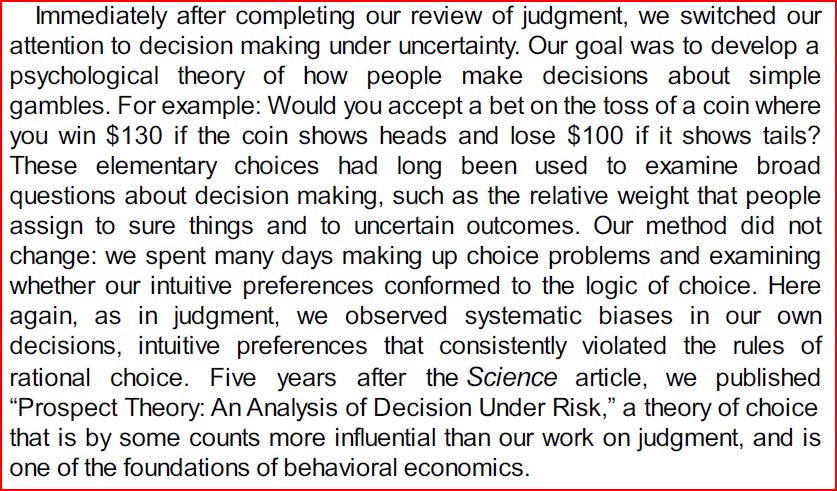 Immediately after completing our review of judgment, we switched our
attention to decision making under uncertainty. Our goal was to develop a
psychological theory of how people make decisions about simple
gambles. For example: Would you accept a bet on the toss of a coin where
you win $130 if the coin shows heads and lose $100 if it shows tails?
These elementary choices had long been used to examine broad
questions about decision making, such as the relative weight that people
assign to sure things and to uncertain outcomes. Our method did not
change: we spent many days making up choice problems and examining
whether our intuitive preferences conformed to the logic of choice. Here
again, as in judgment, we observed systematic biases in our own
decisions, intuitive preferences that consistently violated the rules of
rational choice. Five years after the Science article, we published
“Prospect Theory: An Analysis of Decision Under Risk,” a theory of choice
that is by some counts more influential than our work on judgment, and is
one of the foundations of behavioral economics.